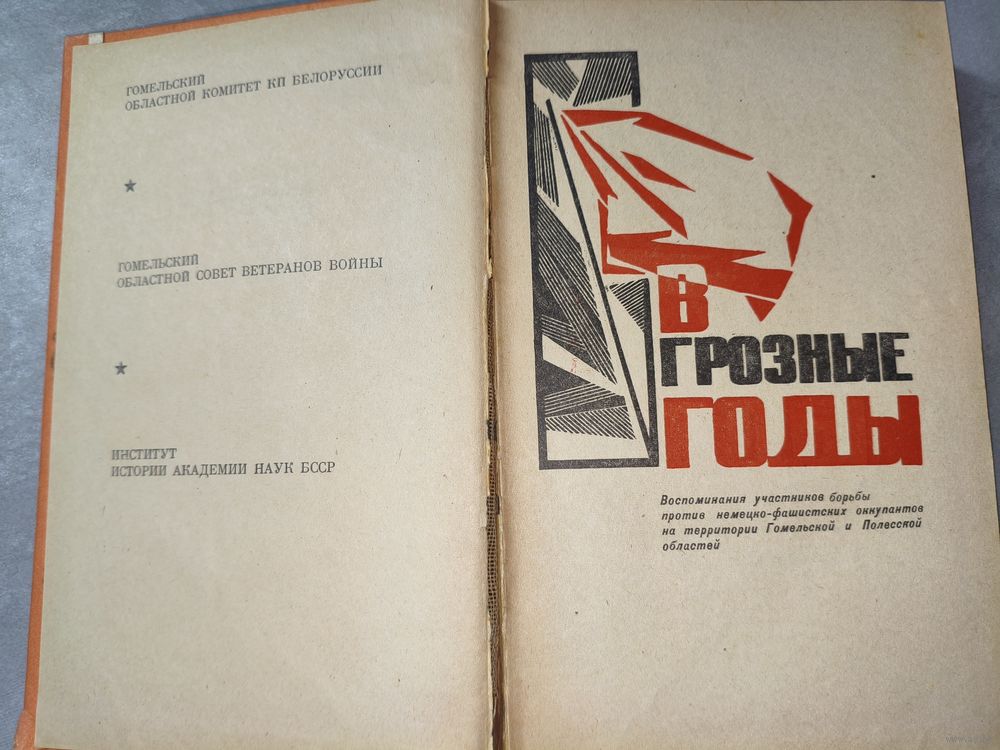 ГОМЕЛЬСКИЙ
ОБЛАСТНОЙ КОМИТЕТ КП БЕЛОРУССИИ
ГОМЕЛЬСКИЙ
ОБЛАСТНОЙ СОВЕТ ВЕТЕРАНОВ ВОЙНЫ
ИНСТИТУТ
ИСТОРИИ АКАДЕМИИ НАУК БССР
В
ГРОЗНЫЕ
ГОДЫ
Воспоминания участников борьбы
против немецко-фашистских оккупантов
на территории Гомельской и Полесской
областей